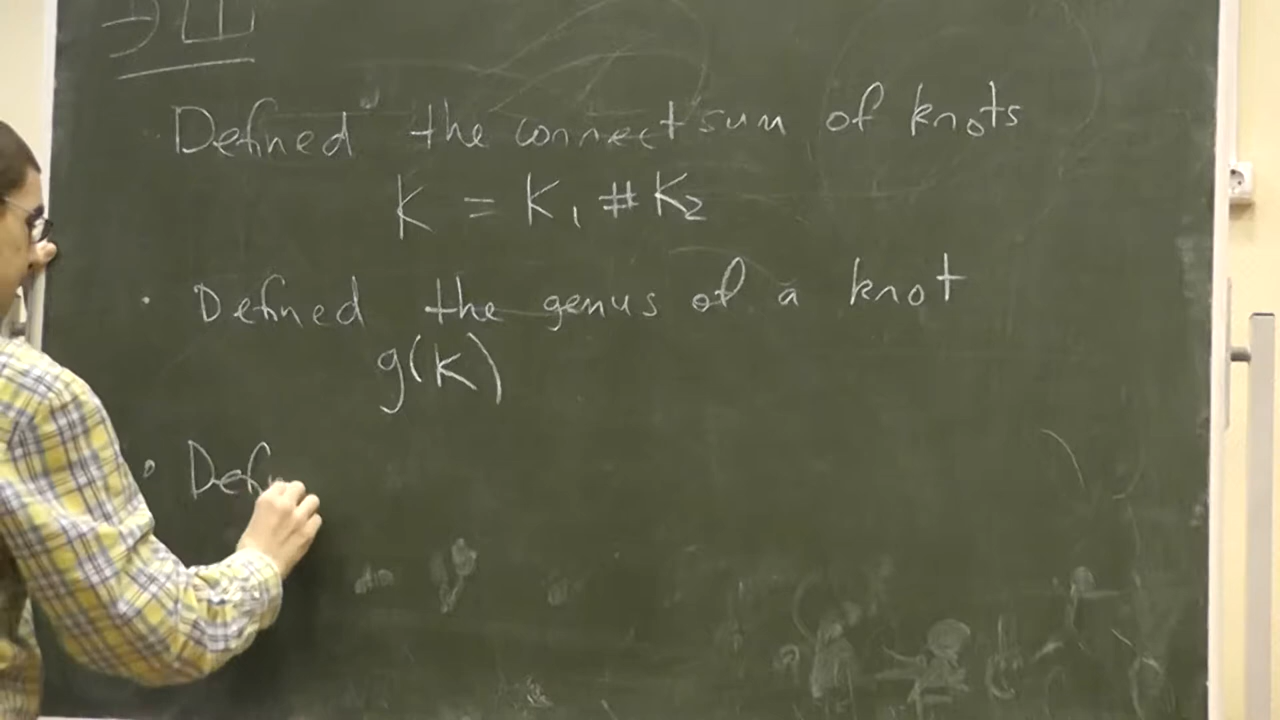 Defined the connect sum of knots
K = K₁ # K₂
· Defined the genus of a knot
g(K)
· Def